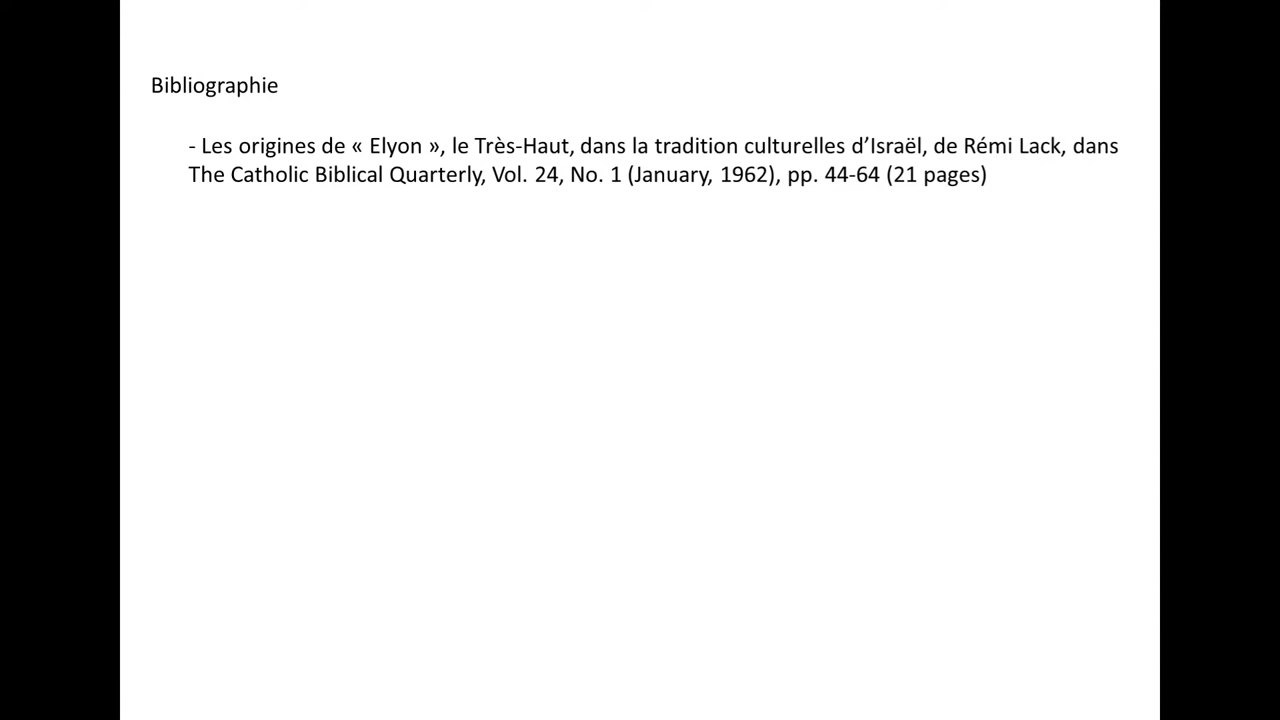 Bibliographie
- Les origines de « Elyon », le Très-Haut, dans la tradition culturelles d’Israël, de Rémi Lack, dans
The Catholic Biblical Quarterly, Vol. 24, No. 1 (January, 1962), pp. 44-64 (21 pages)